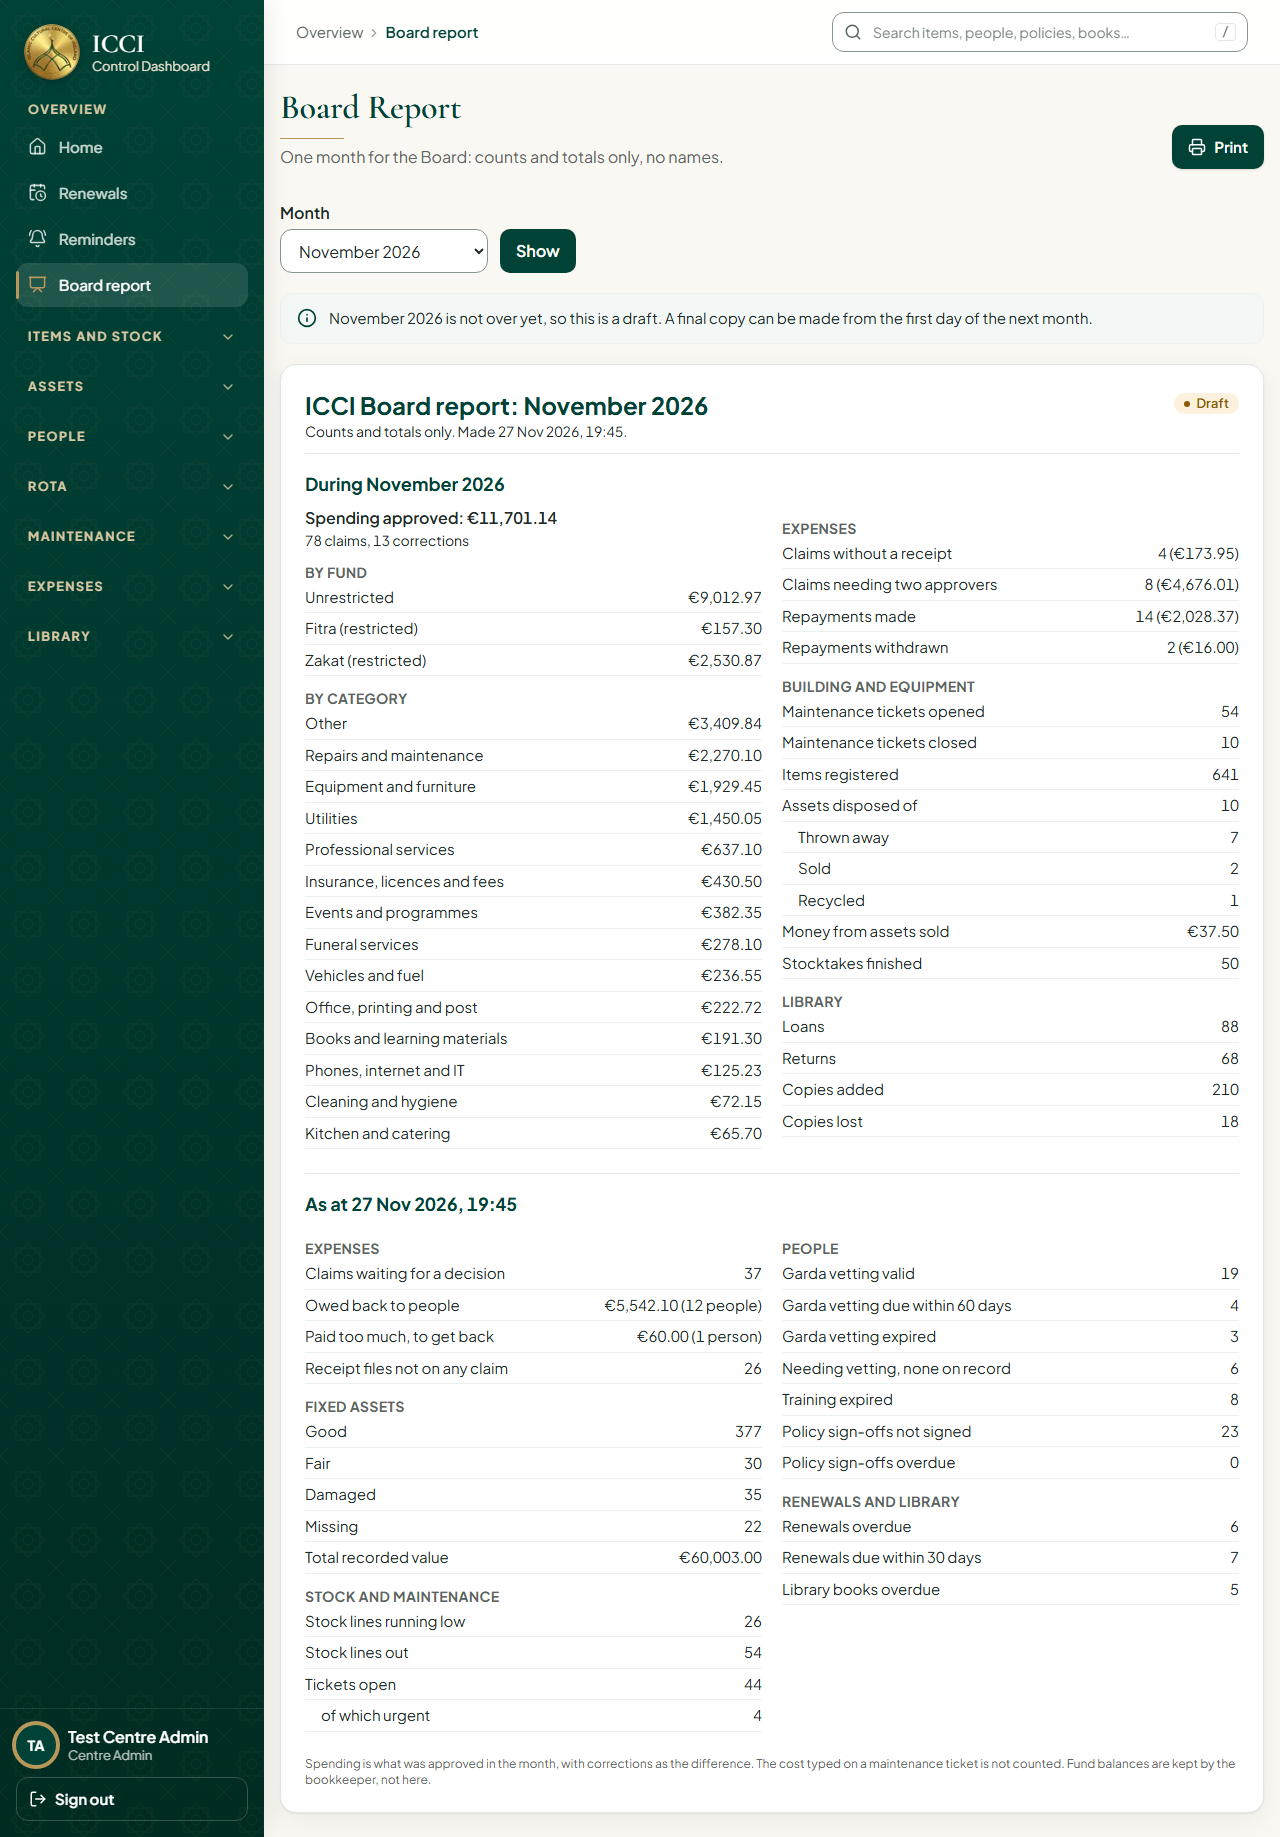 ICCI
Control Dashboard
OVERVIEW
Home
Renewals
Reminders
Board report
ITEMS AND STOCK
ASSETS
PEOPLE
ROTA
MAINTENANCE
EXPENSES
LIBRARY
TA
Test Centre Admin
Centre Admin
Sign out
Overview > Board report
Search items, people, policies, books...
/
Board Report
One month for the Board: counts and totals only, no names.
Print
Month
November 2026
Show
November 2026 is not over yet, so this is a draft. A final copy can be made from the first day of the next month.
ICCI Board report: November 2026
Draft
Counts and totals only. Made 27 Nov 2026, 19:45.
During November 2026
Spending approved: €11,701.14
78 claims, 13 corrections
BY FUND
Unrestricted €9,012.97
Fitra (restricted) €157.30
Zakat (restricted) €2,530.87
BY CATEGORY
Other €3,409.84
Repairs and maintenance €2,270.10
Equipment and furniture €1,929.45
Utilities €1,450.05
Professional services €637.10
Insurance, licences and fees €430.50
Events and programmes €382.35
Funeral services €278.10
Vehicles and fuel €236.55
Office, printing and post €222.72
Books and learning materials €191.30
Phones, internet and IT €125.23
Cleaning and hygiene €72.15
Kitchen and catering €65.70
EXPENSES
Claims without a receipt 4 (€173.95)
Claims needing two approvers 8 (€4,676.01)
Repayments made 14 (€2,028.37)
Repayments withdrawn 2 (€16.00)
BUILDING AND EQUIPMENT
Maintenance tickets opened 54
Maintenance tickets closed 10
Items registered 641
Assets disposed of 10
Thrown away 7
Sold 2
Recycled 1
Money from assets sold €37.50
Stocktakes finished 50
LIBRARY
Loans 88
Returns 68
Copies added 210
Copies lost 18
As at 27 Nov 2026, 19:45
EXPENSES
Claims waiting for a decision 37
Owed back to people €5,542.10 (12 people)
Paid too much, to get back €60.00 (1 person)
Receipt files not on any claim 26
FIXED ASSETS
Good 377
Fair 30
Damaged 35
Missing 22
Total recorded value €60,003.00
STOCK AND MAINTENANCE
Stock lines running low 26
Stock lines out 54
Tickets open 44
of which urgent 4
PEOPLE
Garda vetting valid 19
Garda vetting due within 60 days 4
Garda vetting expired 3
Needing vetting, none on record 6
Training expired 8
Policy sign-offs not signed 23
Policy sign-offs overdue 0
RENEWALS AND LIBRARY
Renewals overdue 6
Renewals due within 30 days 7
Library books overdue 5
Spending is what was approved in the month, with corrections as the difference. The cost typed on a maintenance ticket is not counted. Fund balances are kept by the
bookkeeper, not here.